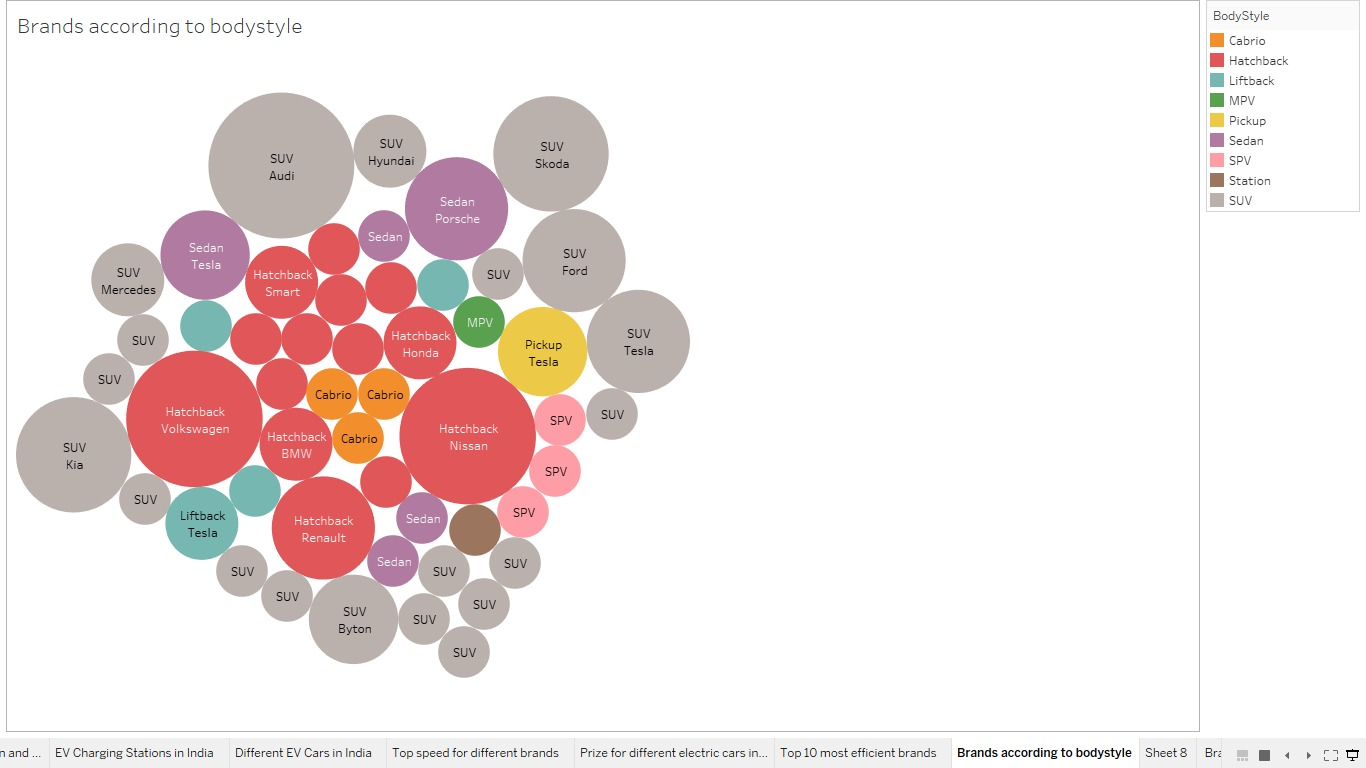 Brands according to bodystyle
BodyStyle
Cabrio
Hatchback
Liftback
MPV
Pickup
Sedan
SPV
Station
SUV
SUV
Audi
SUV
Hyundai
SUV
Skoda
Sedan
Porsche
Sedan
Sedan
Tesla
SUV
Ford
SUV
Mercedes
Hatchback
Smart
SUV
MPV
SUV
Hatchback
Honda
Pickup
Tesla
SUV
Tesla
SUV
Cabrio
Cabrio
Hatchback
Volkswagen
SPV
SUV
Hatchback
Nissan
Hatchback
BMW
Cabrio
SUV
Kia
SPV
SUV
Liftback
Tesla
Hatchback
Renault
Sedan
SPV
Sedan
SUV
SUV
SUV
SUV
SUV
Byton
SUV
SUV
SUV
n and ...
EV Charging Stations in India
Different EV Cars in India
Top speed for different brands
Prize for different electric cars in...
Top 10 most efficient brands
Brands according to bodystyle
Sheet 8
Bra